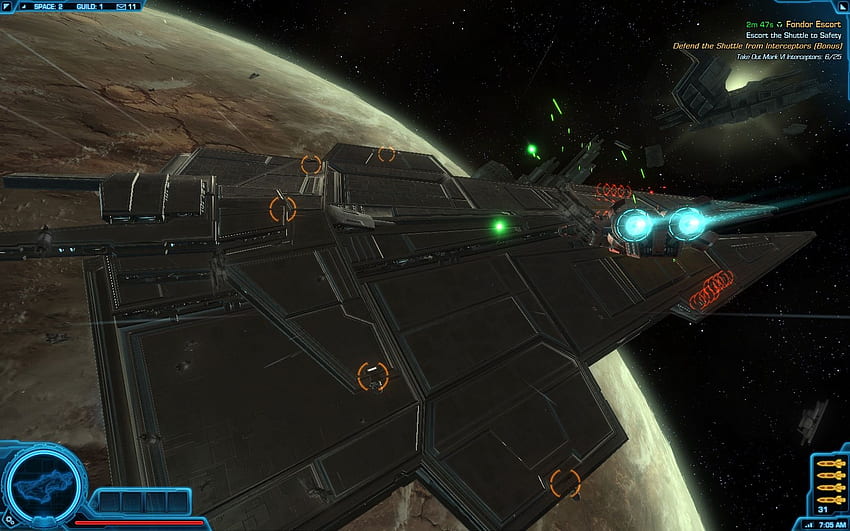 SPACE: 2 GUILD: 1 11
2m 47s Fondor Escort
Escort the Shuttle to Safety
Defend the Shuttle from Interceptors (Bonus)
Take Out Mark VI Interceptors: 6/25
31
7:05 AM